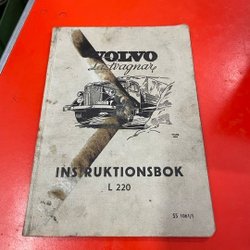 VOLVO
Lastvagnar
INSTRUKTIONSBOK
L 220
SS 1061/1